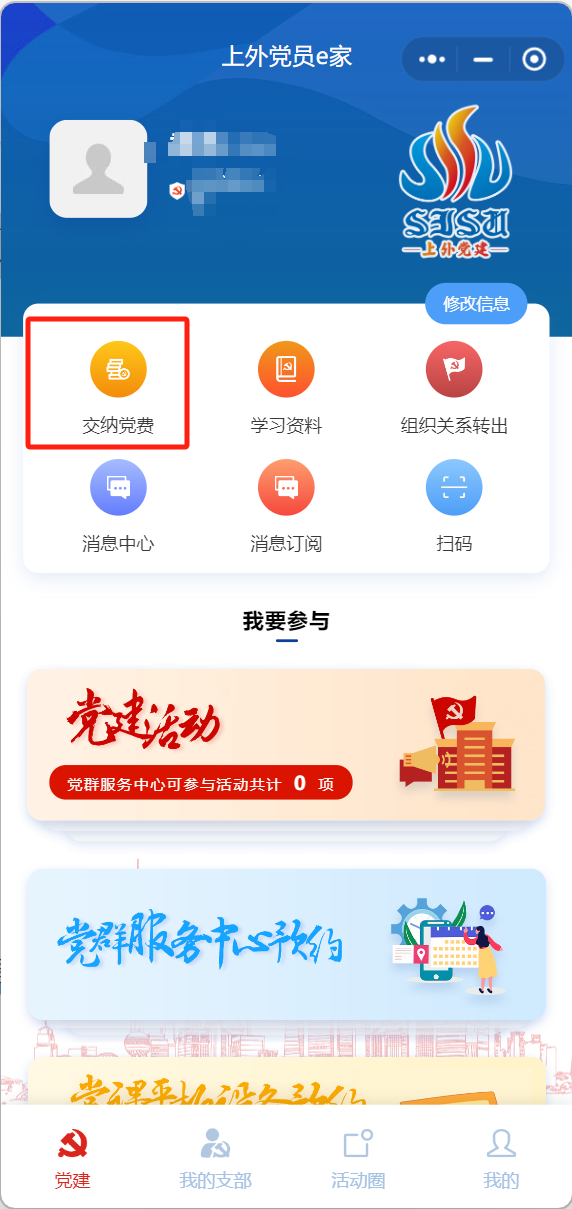 上外党员e家
SISU
上外党建
修改信息
交纳党费
学习资料
组织关系转出
消息中心
消息订阅
扫码
我要参与
党建活动
党群服务中心可参与活动共计 0 项
党群服务中心预约
党建
我的支部
活动圈
我的